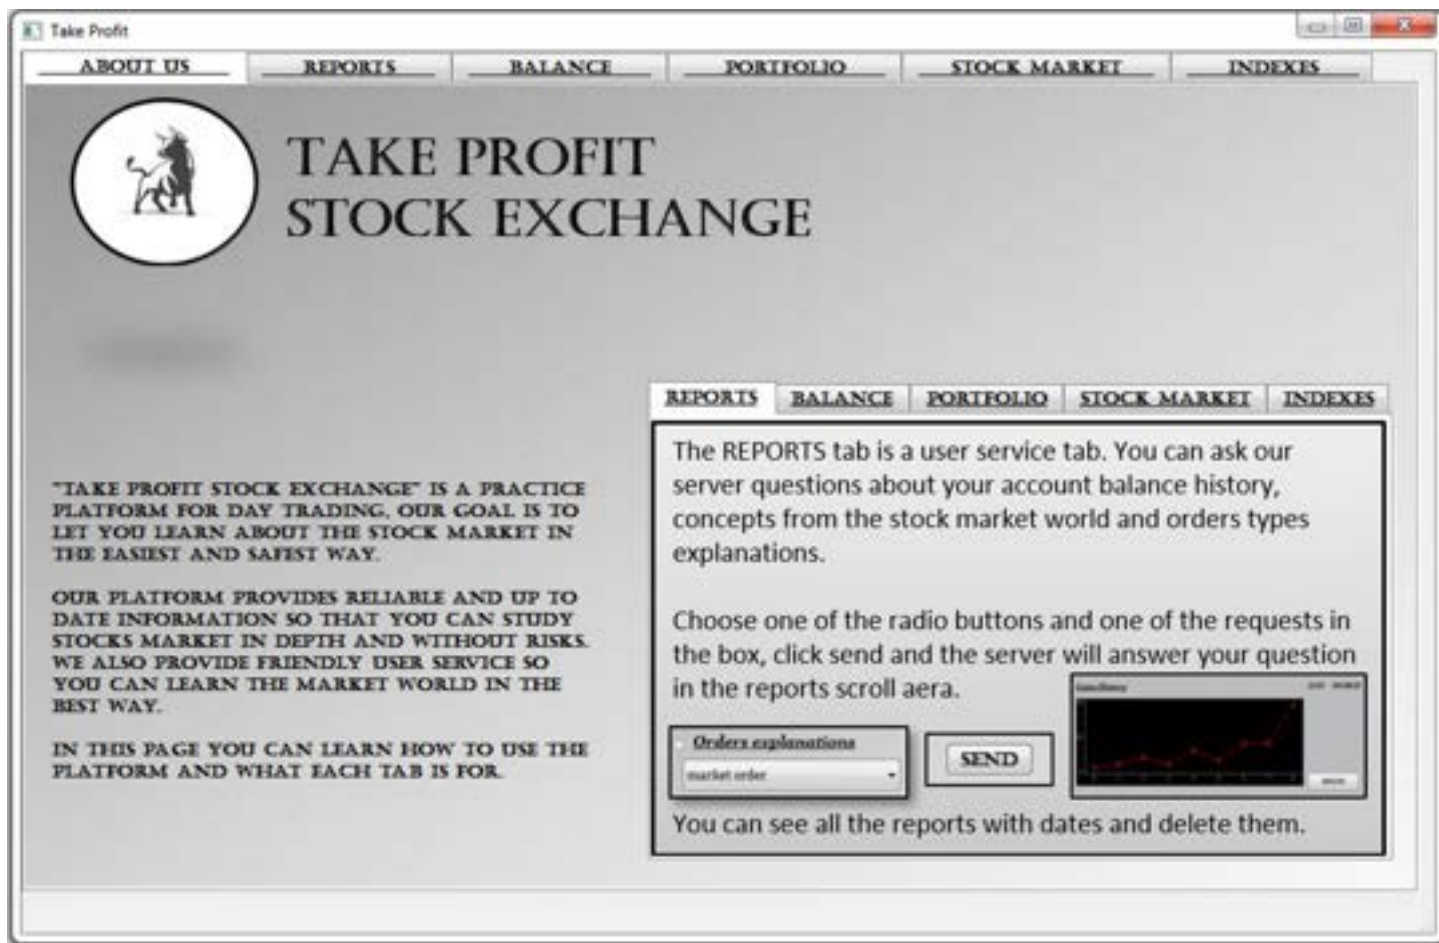 Take Profit
ABOUT US
REPORTS
BALANCE
PORTFOLIO
STOCK MARKET
INDEXES
TAKE PROFIT
STOCK EXCHANGE
"TAKE PROFIT STOCK EXCHANGE" IS A PRACTICE
PLATFORM FOR DAY TRADING, OUR GOAL IS TO
LET YOU LEARN ABOUT THE STOCK MARKET IN
THE EASIEST AND SAFEST WAY.
OUR PLATFORM PROVIDES RELIABLE AND UP TO
DATE INFORMATION SO THAT YOU CAN STUDY
STOCKS MARKET IN DEPTH AND WITHOUT RISKS.
WE ALSO PROVIDE FRIENDLY USER SERVICE SO
YOU CAN LEARN THE MARKET WORLD IN THE
BEST WAY.
IN THIS PAGE YOU CAN LEARN HOW TO USE THE
PLATFORM AND WHAT EACH TAB IS FOR.
REPORTS
BALANCE
PORTFOLIO
STOCK MARKET
INDEXES
The REPORTS tab is a user service tab. You can ask our
server questions about your account balance history,
concepts from the stock market world and orders types
explanations.
Choose one of the radio buttons and one of the requests in
the box, click send and the server will answer your question
in the reports scroll aera.
Orders explanations
market order
SEND
You can see all the reports with dates and delete them.